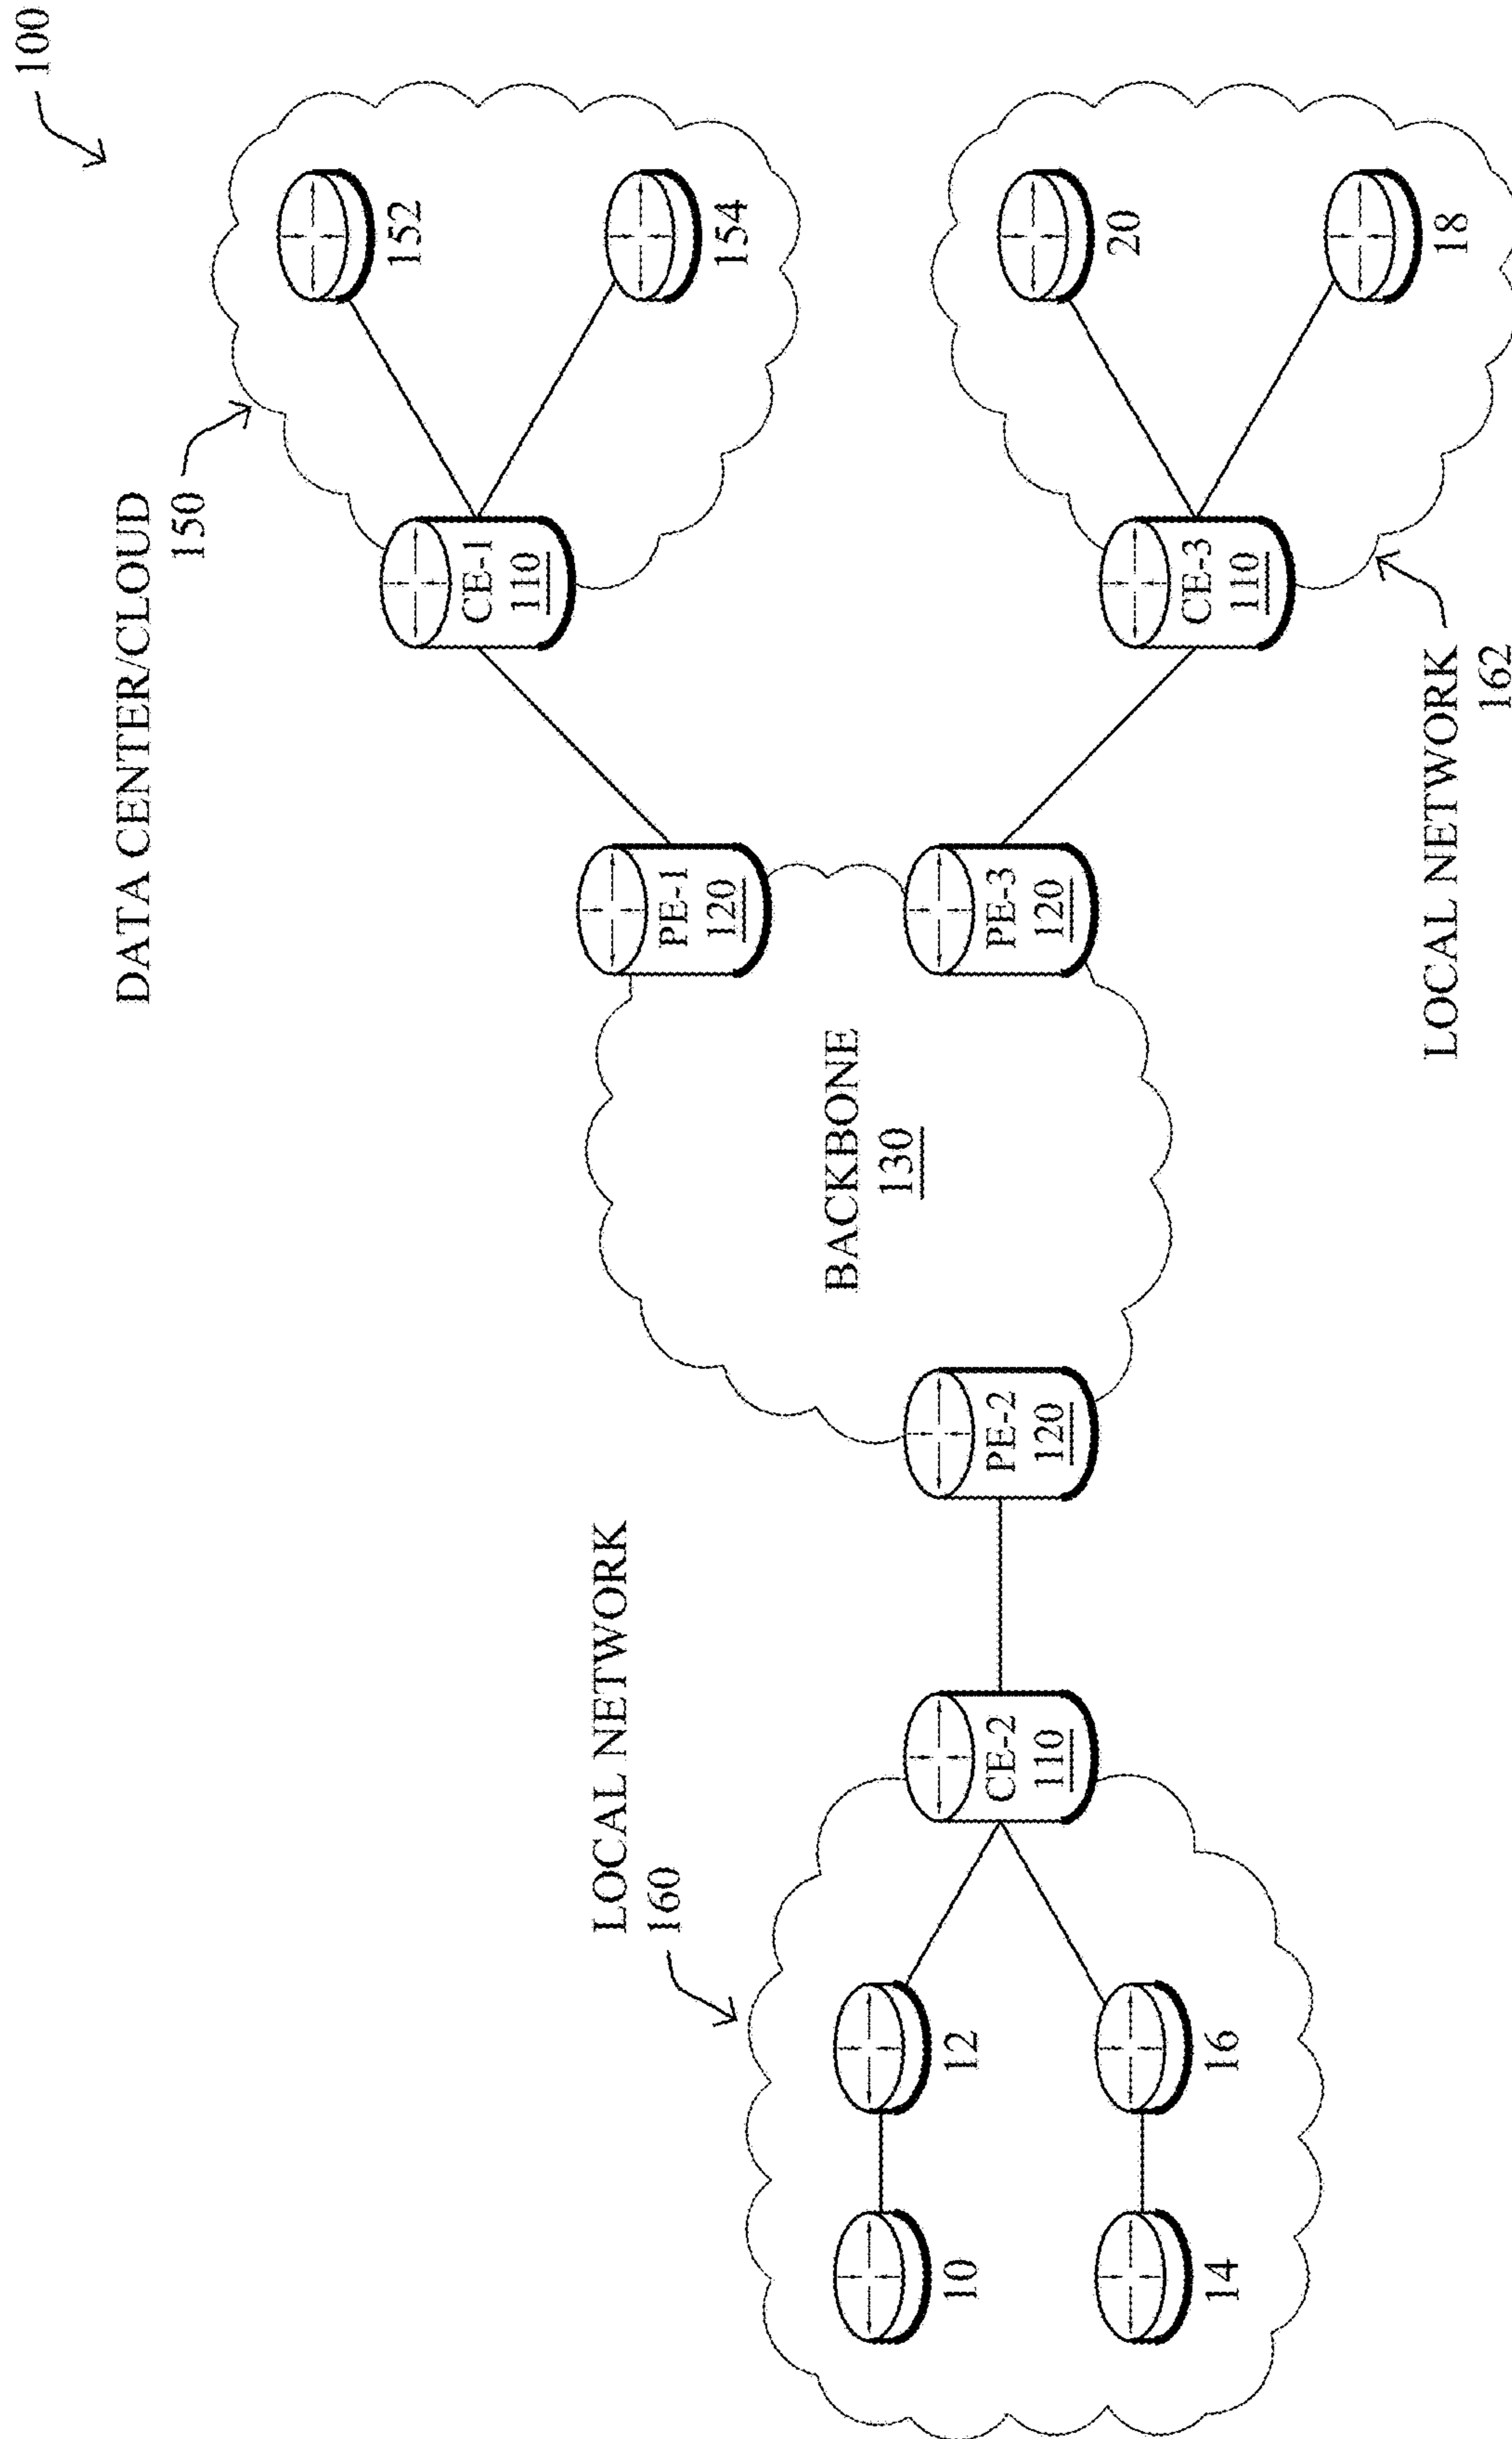 100
DATA CENTER/CLOUD
150
152
154
CE-1
110
PE-1
120
LOCAL NETWORK
160
BACKBONE
130
10
12
14
16
CE-2
110
PE-2
120
PE-3
120
CE-3
110
20
18
LOCAL NETWORK
162